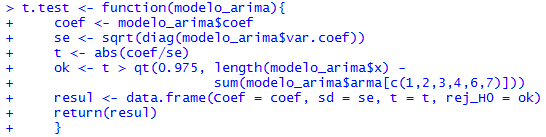 > t.test <- function(modelo_arima){
+ coef <- modelo_arima$coef
+ se <- sqrt(diag(modelo_arima$var.coef))
+ t <- abs(coef/se)
+ ok <- t > qt(0.975, length(modelo_arima$x) -
+ sum(modelo_arima$arma[c(1,2,3,4,6,7)]))
+ resul <- data.frame(Coef = coef, sd = se, t = t, rej_H0 = ok)
+ return(resul)
+ }